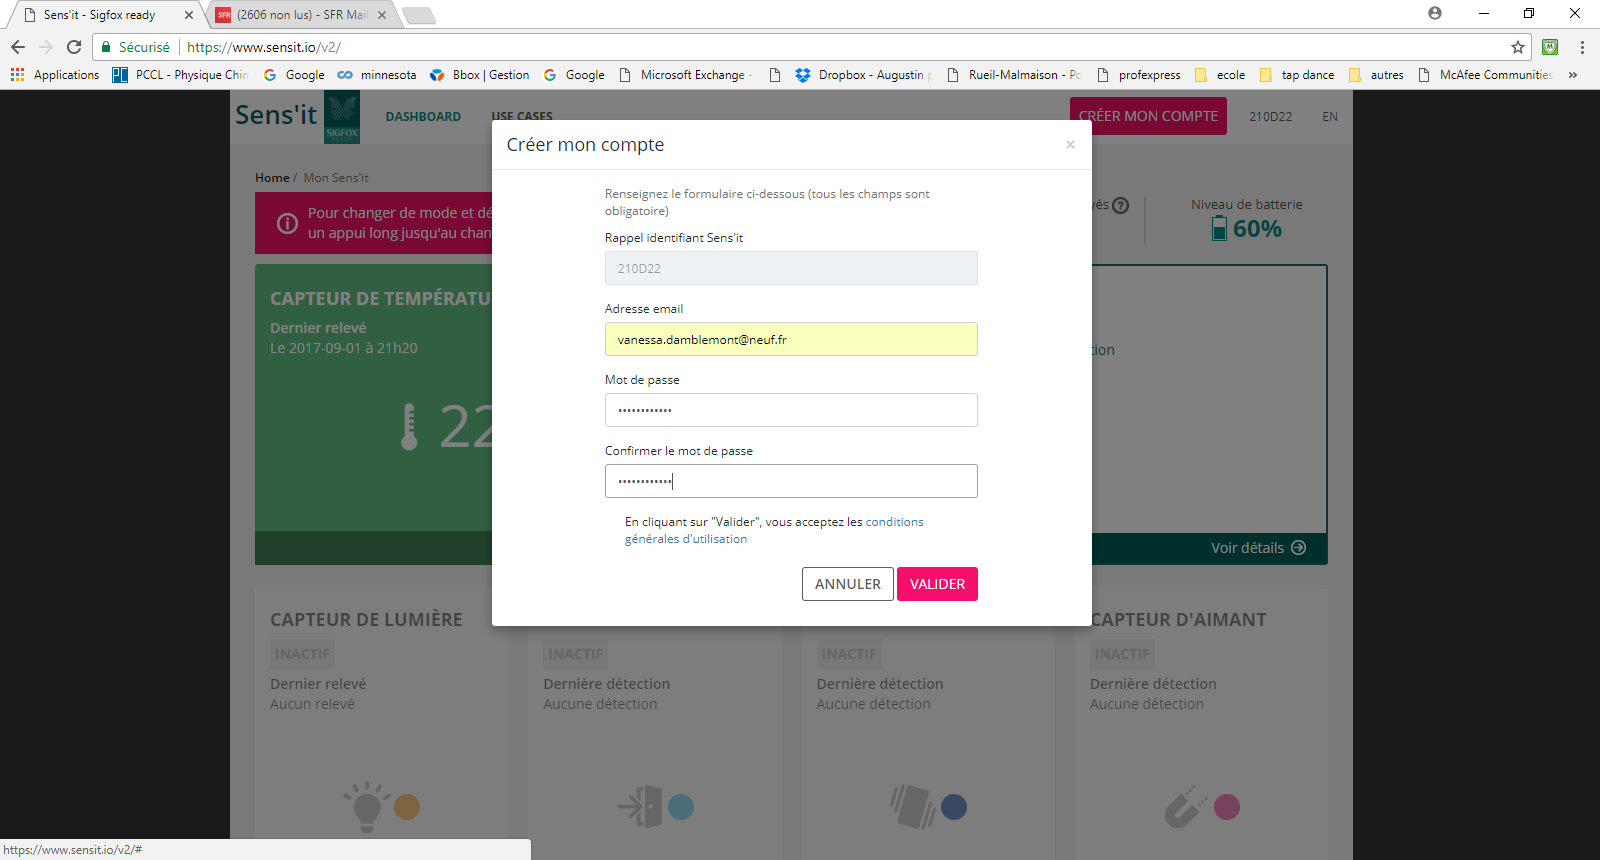 Sens'it - Sigfox ready
SFR (2606 non lus) - SFR Mail
Sécurisé https://www.sensit.io/v2/
Applications PCCL - Physique Chim Google minnesota Bbox | Gestion Google Microsoft Exchange - Dropbox - Augustin p Rueil-Malmaison - Po profexpress ecole tap dance autres McAfee Communities »
Sens'it SIGFOX READY DASHBOARD USE CASES CRÉER MON COMPTE 210D22 EN
Home / Mon Sens'it
Pour changer de mode et dé
un appui long jusqu'au chan
vés ?
Niveau de batterie
60%
CAPTEUR DE TEMPÉRATU
Dernier relevé
Le 2017-09-01 à 21h20
22
tion
Voir détails
Créer mon compte ×
Renseignez le formulaire ci-dessous (tous les champs sont
obligatoire)
Rappel identifiant Sens'it
210D22
Adresse email
vanessa.damblemont@neuf.fr
Mot de passe
••••••••••••
Confirmer le mot de passe
••••••••••••
En cliquant sur "Valider", vous acceptez les conditions
générales d'utilisation
ANNULER VALIDER
CAPTEUR DE LUMIÈRE
INACTIF
Dernier relevé
Aucun relevé
INACTIF
Dernière détection
Aucune détection
INACTIF
Dernière détection
Aucune détection
CAPTEUR D'AIMANT
INACTIF
Dernière détection
Aucune détection
https://www.sensit.io/v2/#